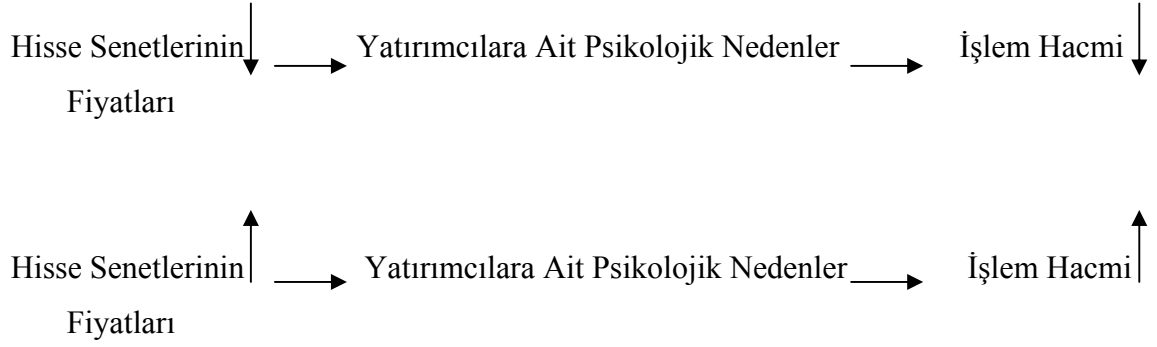 Hisse Senetlerinin Yatırımcılara Ait Psikolojik Nedenler İşlem Hacmi
Fiyatları
Hisse Senetlerinin Yatırımcılara Ait Psikolojik Nedenler İşlem Hacmi
Fiyatları